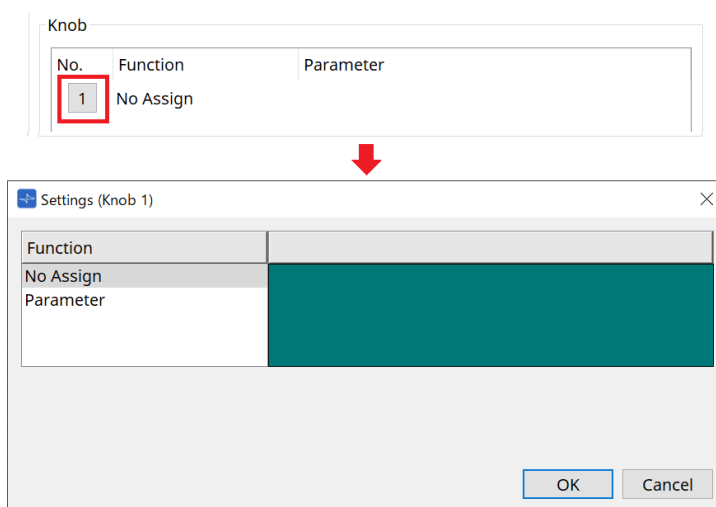 Knob
No. Function Parameter
1 No Assign
Settings (Knob 1)
Function
No Assign
Parameter
OK Cancel